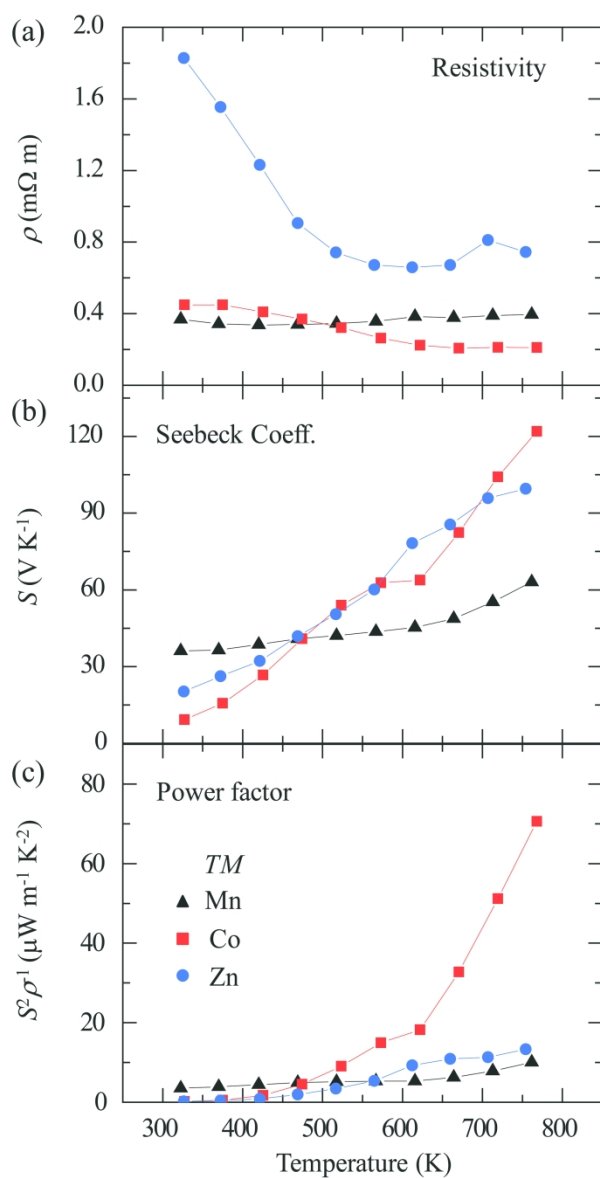 (a)
2.0
1.6
1.2
0.8
0.4
0.0
ρ (mΩ m)
Resistivity
(b)
120
90
60
30
0
S (V K⁻¹)
Seebeck Coeff.
(c)
80
60
40
20
0
S²ρ⁻¹ (μW m⁻¹ K⁻²)
Power factor
TM
Mn
Co
Zn
300 400 500 600 700 800
Temperature (K)